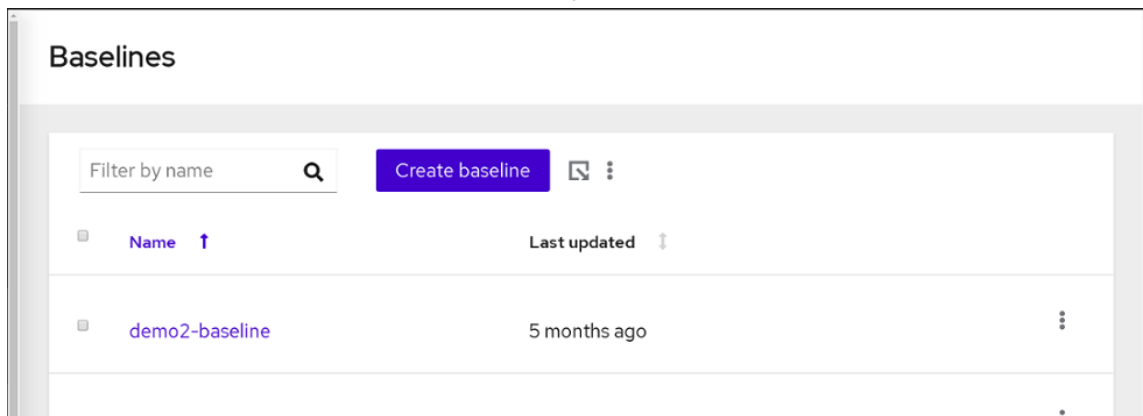 Baselines
Filter by name Create baseline
Name Last updated
demo2-baseline 5 months ago